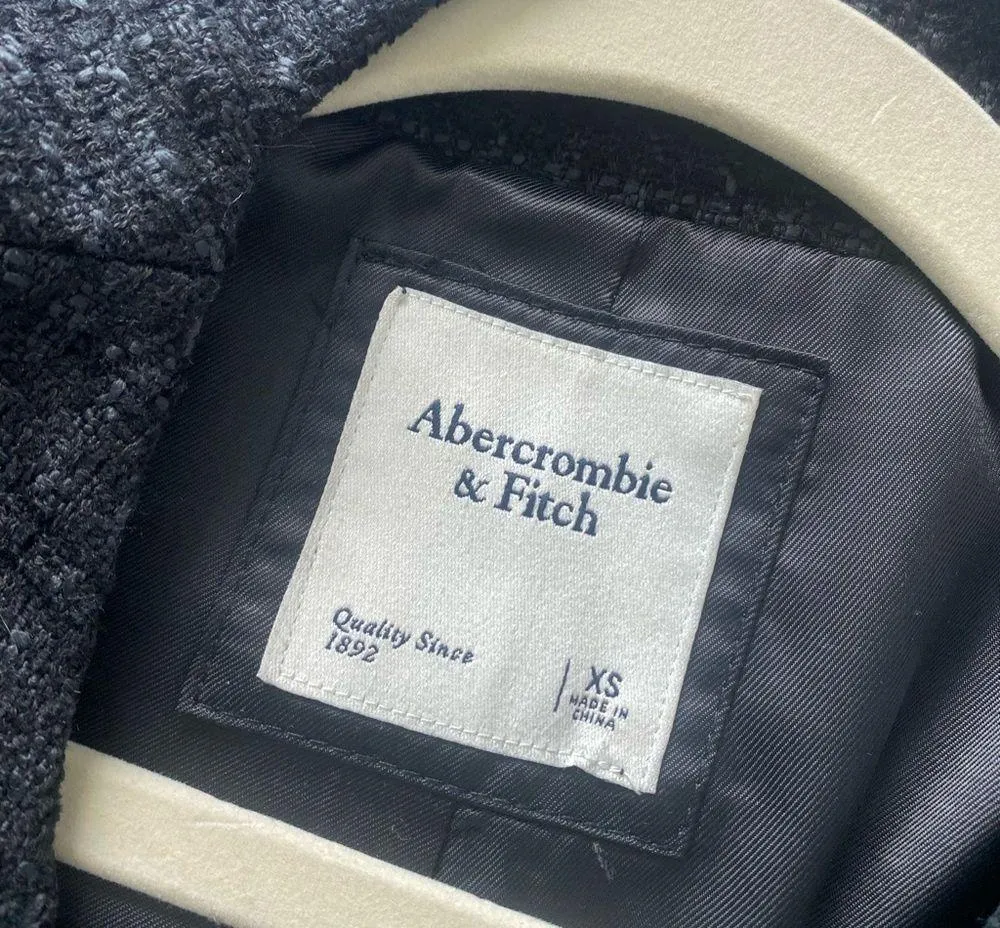 Abercrombie
& Fitch
Quality Since
1892
XS
MADE IN
CHINA